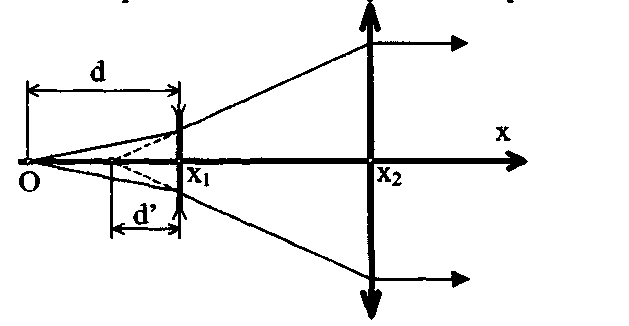 d
x
O
x₁
x₂
d’